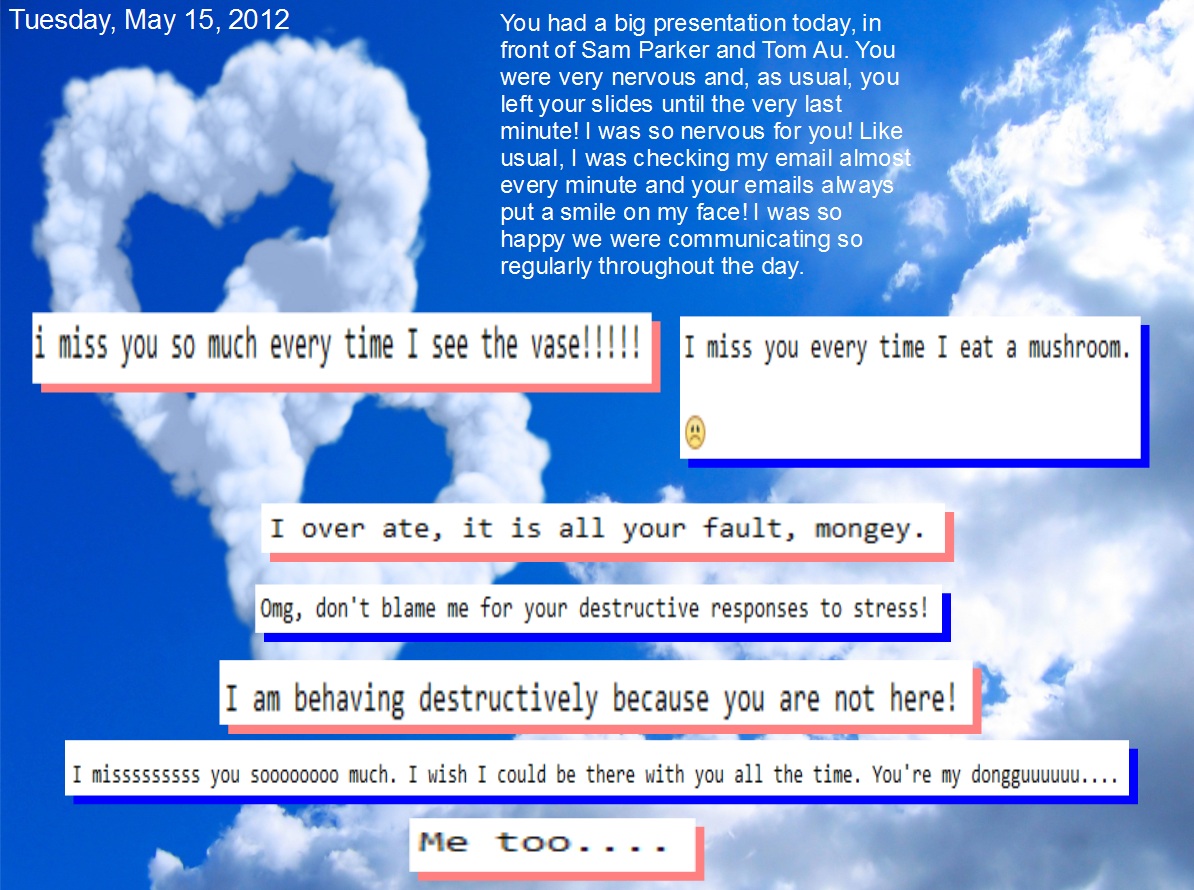 Tuesday, May 15, 2012
You had a big presentation today, in
front of Sam Parker and Tom Au. You
were very nervous and, as usual, you
left your slides until the very last
minute! I was so nervous for you! Like
usual, I was checking my email almost
every minute and your emails always
put a smile on my face! I was so
happy we were communicating so
regularly throughout the day.
i miss you so much every time I see the vase!!!!!
I miss you every time I eat a mushroom.
I over ate, it is all your fault, mongey.
Omg, don't blame me for your destructive responses to stress!
I am behaving destructively because you are not here!
I misssssssss you soooooooo much. I wish I could be there with you all the time. You're my dongguuuuuu....
Me too....